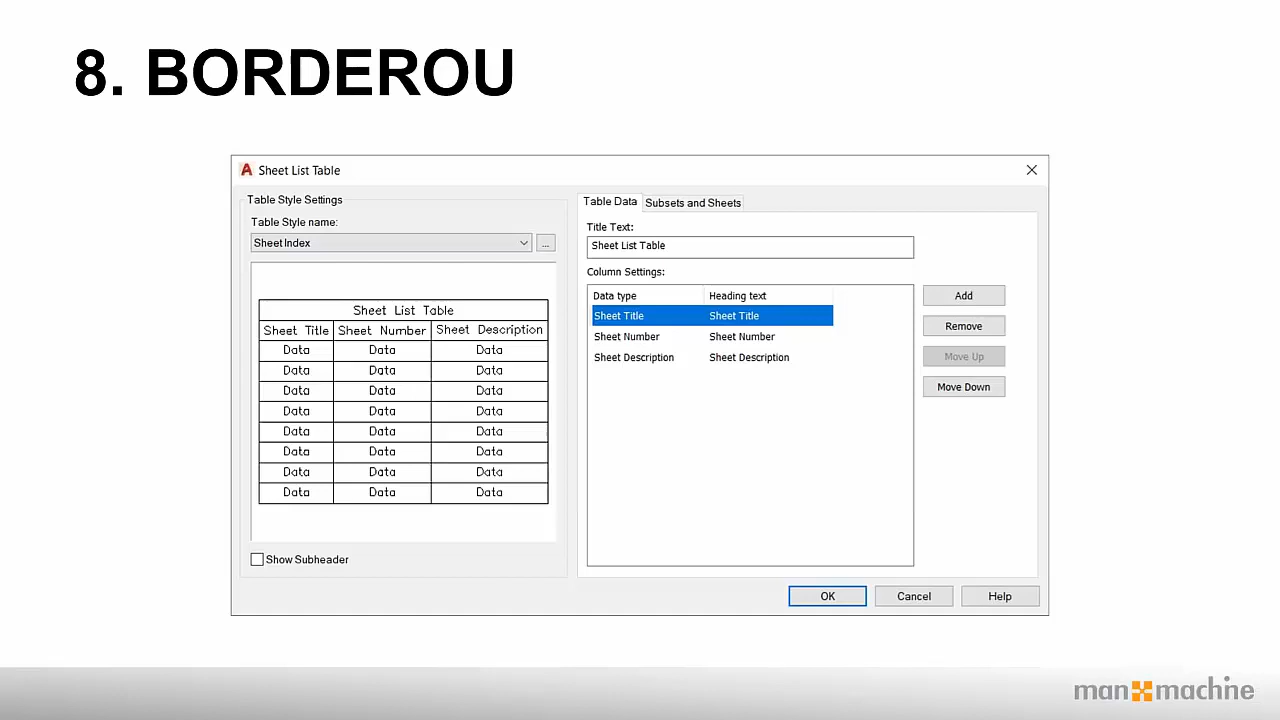 8. BORDEROU
Sheet List Table
Table Style Settings
Table Style name:
SheetIndex
...
Sheet List Table
Sheet Title Sheet Number Sheet Description
Data Data Data
Data Data Data
Data Data Data
Data Data Data
Data Data Data
Data Data Data
Data Data Data
Data Data Data
Show Subheader
Table Data Subsets and Sheets
Title Text:
Sheet List Table
Column Settings:
Data type Heading text
Sheet Title Sheet Title
Sheet Number Sheet Number
Sheet Description Sheet Description
Add
Remove
Move Up
Move Down
OK Cancel Help
man machine